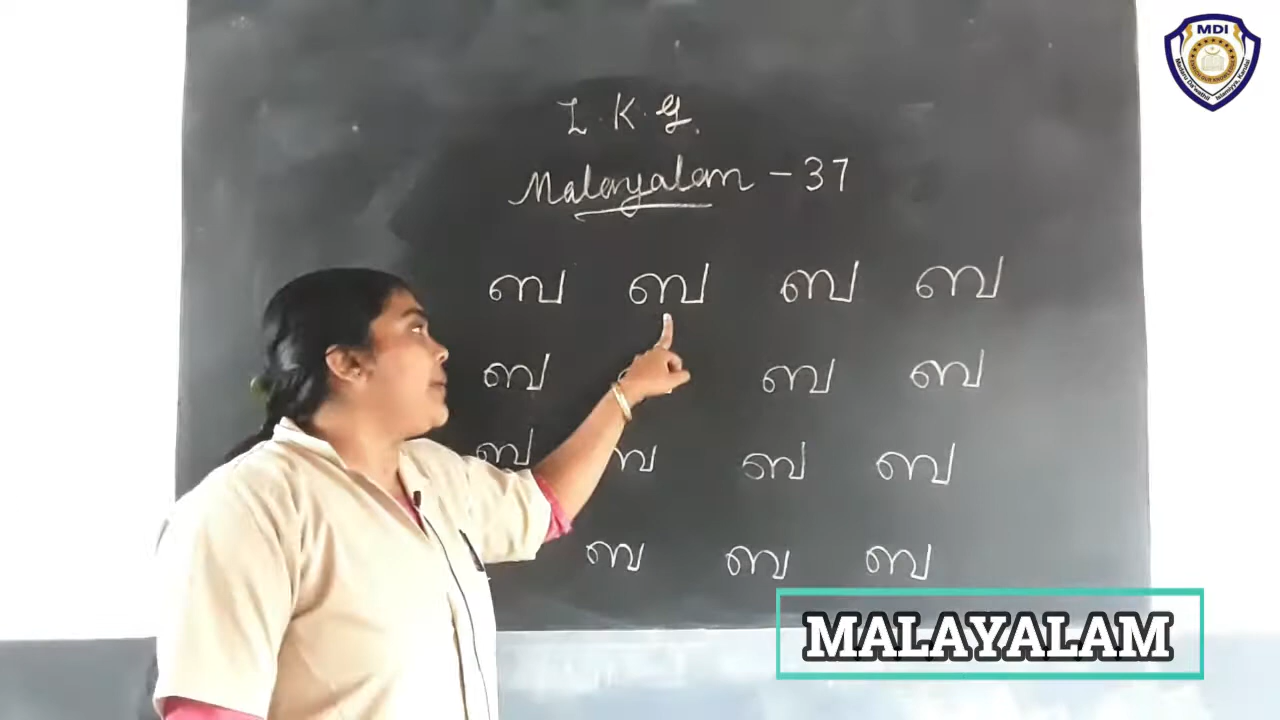 MDI
L.K.G.
Malayalam - 37
ബ ബ ബ ബ
ബ ബ ബ
ബ ബ ബ ബ
ബ ബ ബ
MALAYALAM